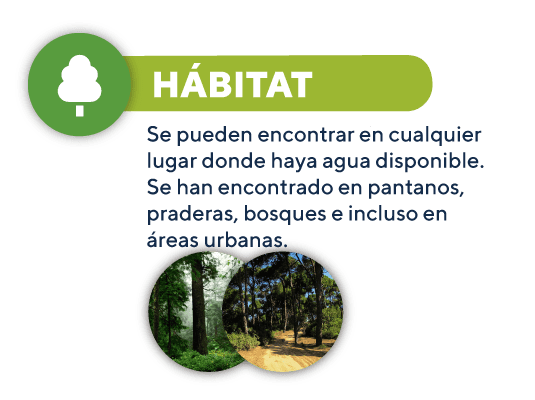 HÁBITAT
Se pueden encontrar en cualquier
lugar donde haya agua disponible.
Se han encontrado en pantanos,
praderas, bosques e incluso en
áreas urbanas.